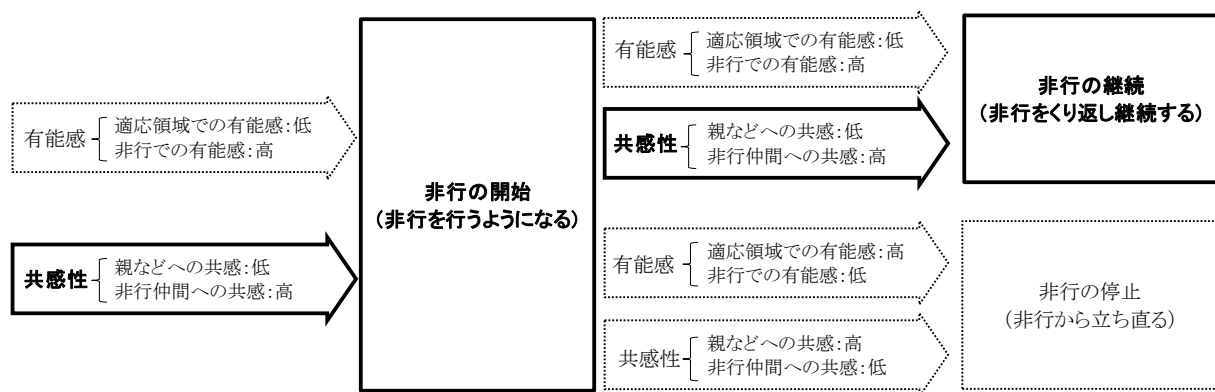 有能感
適応領域での有能感:低
非行での有能感:高
共感性
親などへの共感:低
非行仲間への共感:高
非行の開始
(非行を行うようになる)
有能感
適応領域での有能感:低
非行での有能感:高
共感性
親などへの共感:低
非行仲間への共感:高
非行の継続
(非行をくり返し継続する)
有能感
適応領域での有能感:高
非行での有能感:低
共感性
親などへの共感:高
非行仲間への共感:低
非行の停止
(非行から立ち直る)